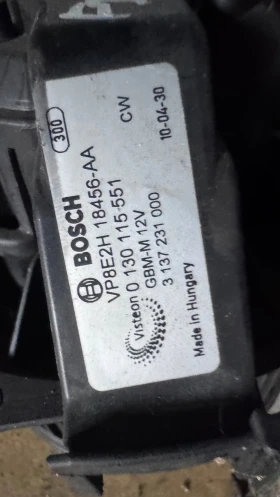 300
BOSCH
VP8E2H 18456-AA
CW
0 130 115-551
Visteon
GBM-M 12V
10-04-30
3 137 231 000
Made in Hungary